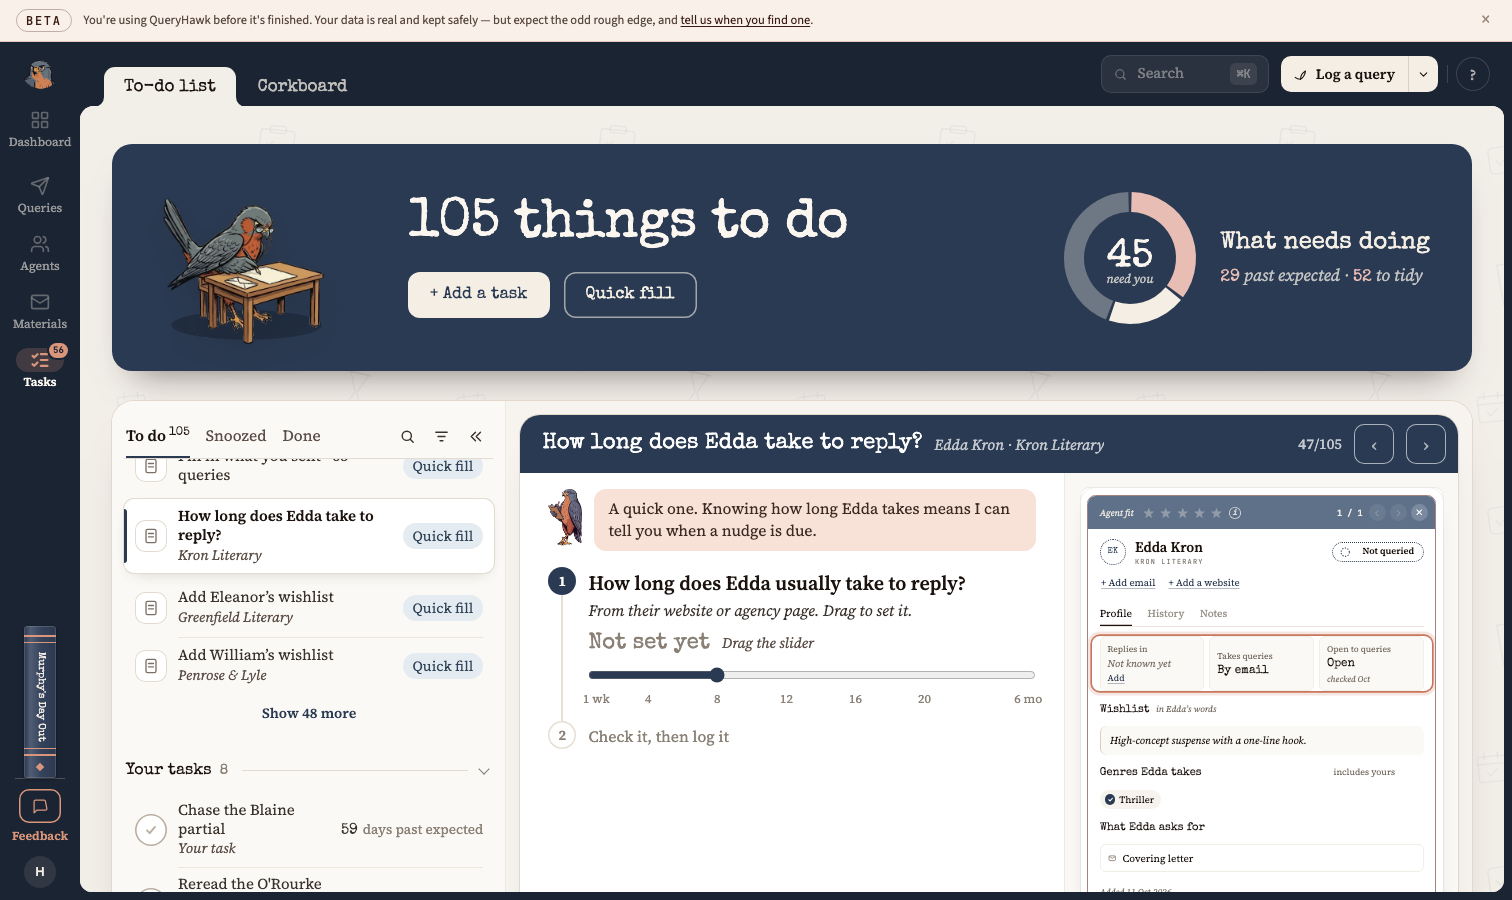 BETA
You're using QueryHawk before it's finished. Your data is real and kept safely — but expect the odd rough edge, and tell us when you find one.
To-do list
Corkboard
Search
⌘K
Log a query
?
Dashboard
Queries
Agents
Materials
56
Tasks
Murphy's Day Out
Feedback
H
105 things to do
+ Add a task
Quick fill
45
need you
What needs doing
29 past expected · 52 to tidy
To do 105
Snoozed
Done
queries
Quick fill
How long does Edda take to
reply?
Kron Literary
Quick fill
Add Eleanor's wishlist
Greenfield Literary
Quick fill
Add William's wishlist
Penrose & Lyle
Quick fill
Show 48 more
Your tasks 8
Chase the Blaine
partial
Your task
59 days past expected
Reread the O'Rourke
How long does Edda take to reply?
Edda Kron · Kron Literary
47/105
A quick one. Knowing how long Edda takes means I can
tell you when a nudge is due.
1
How long does Edda usually take to reply?
From their website or agency page. Drag to set it.
Not set yet
Drag the slider
1 wk
4
8
12
16
20
6 mo
2
Check it, then log it
Agent fit
1 / 1
EK
Edda Kron
KRON LITERARY
Not queried
+ Add email
+ Add a website
Profile
History
Notes
Replies in
Not known yet
Add
Takes queries
By email
Open to queries
Open
checked Oct
Wishlist
in Edda's words
High-concept suspense with a one-line hook.
Genres Edda takes
includes yours
Thriller
What Edda asks for
Covering letter
Added 11 Oct 2026